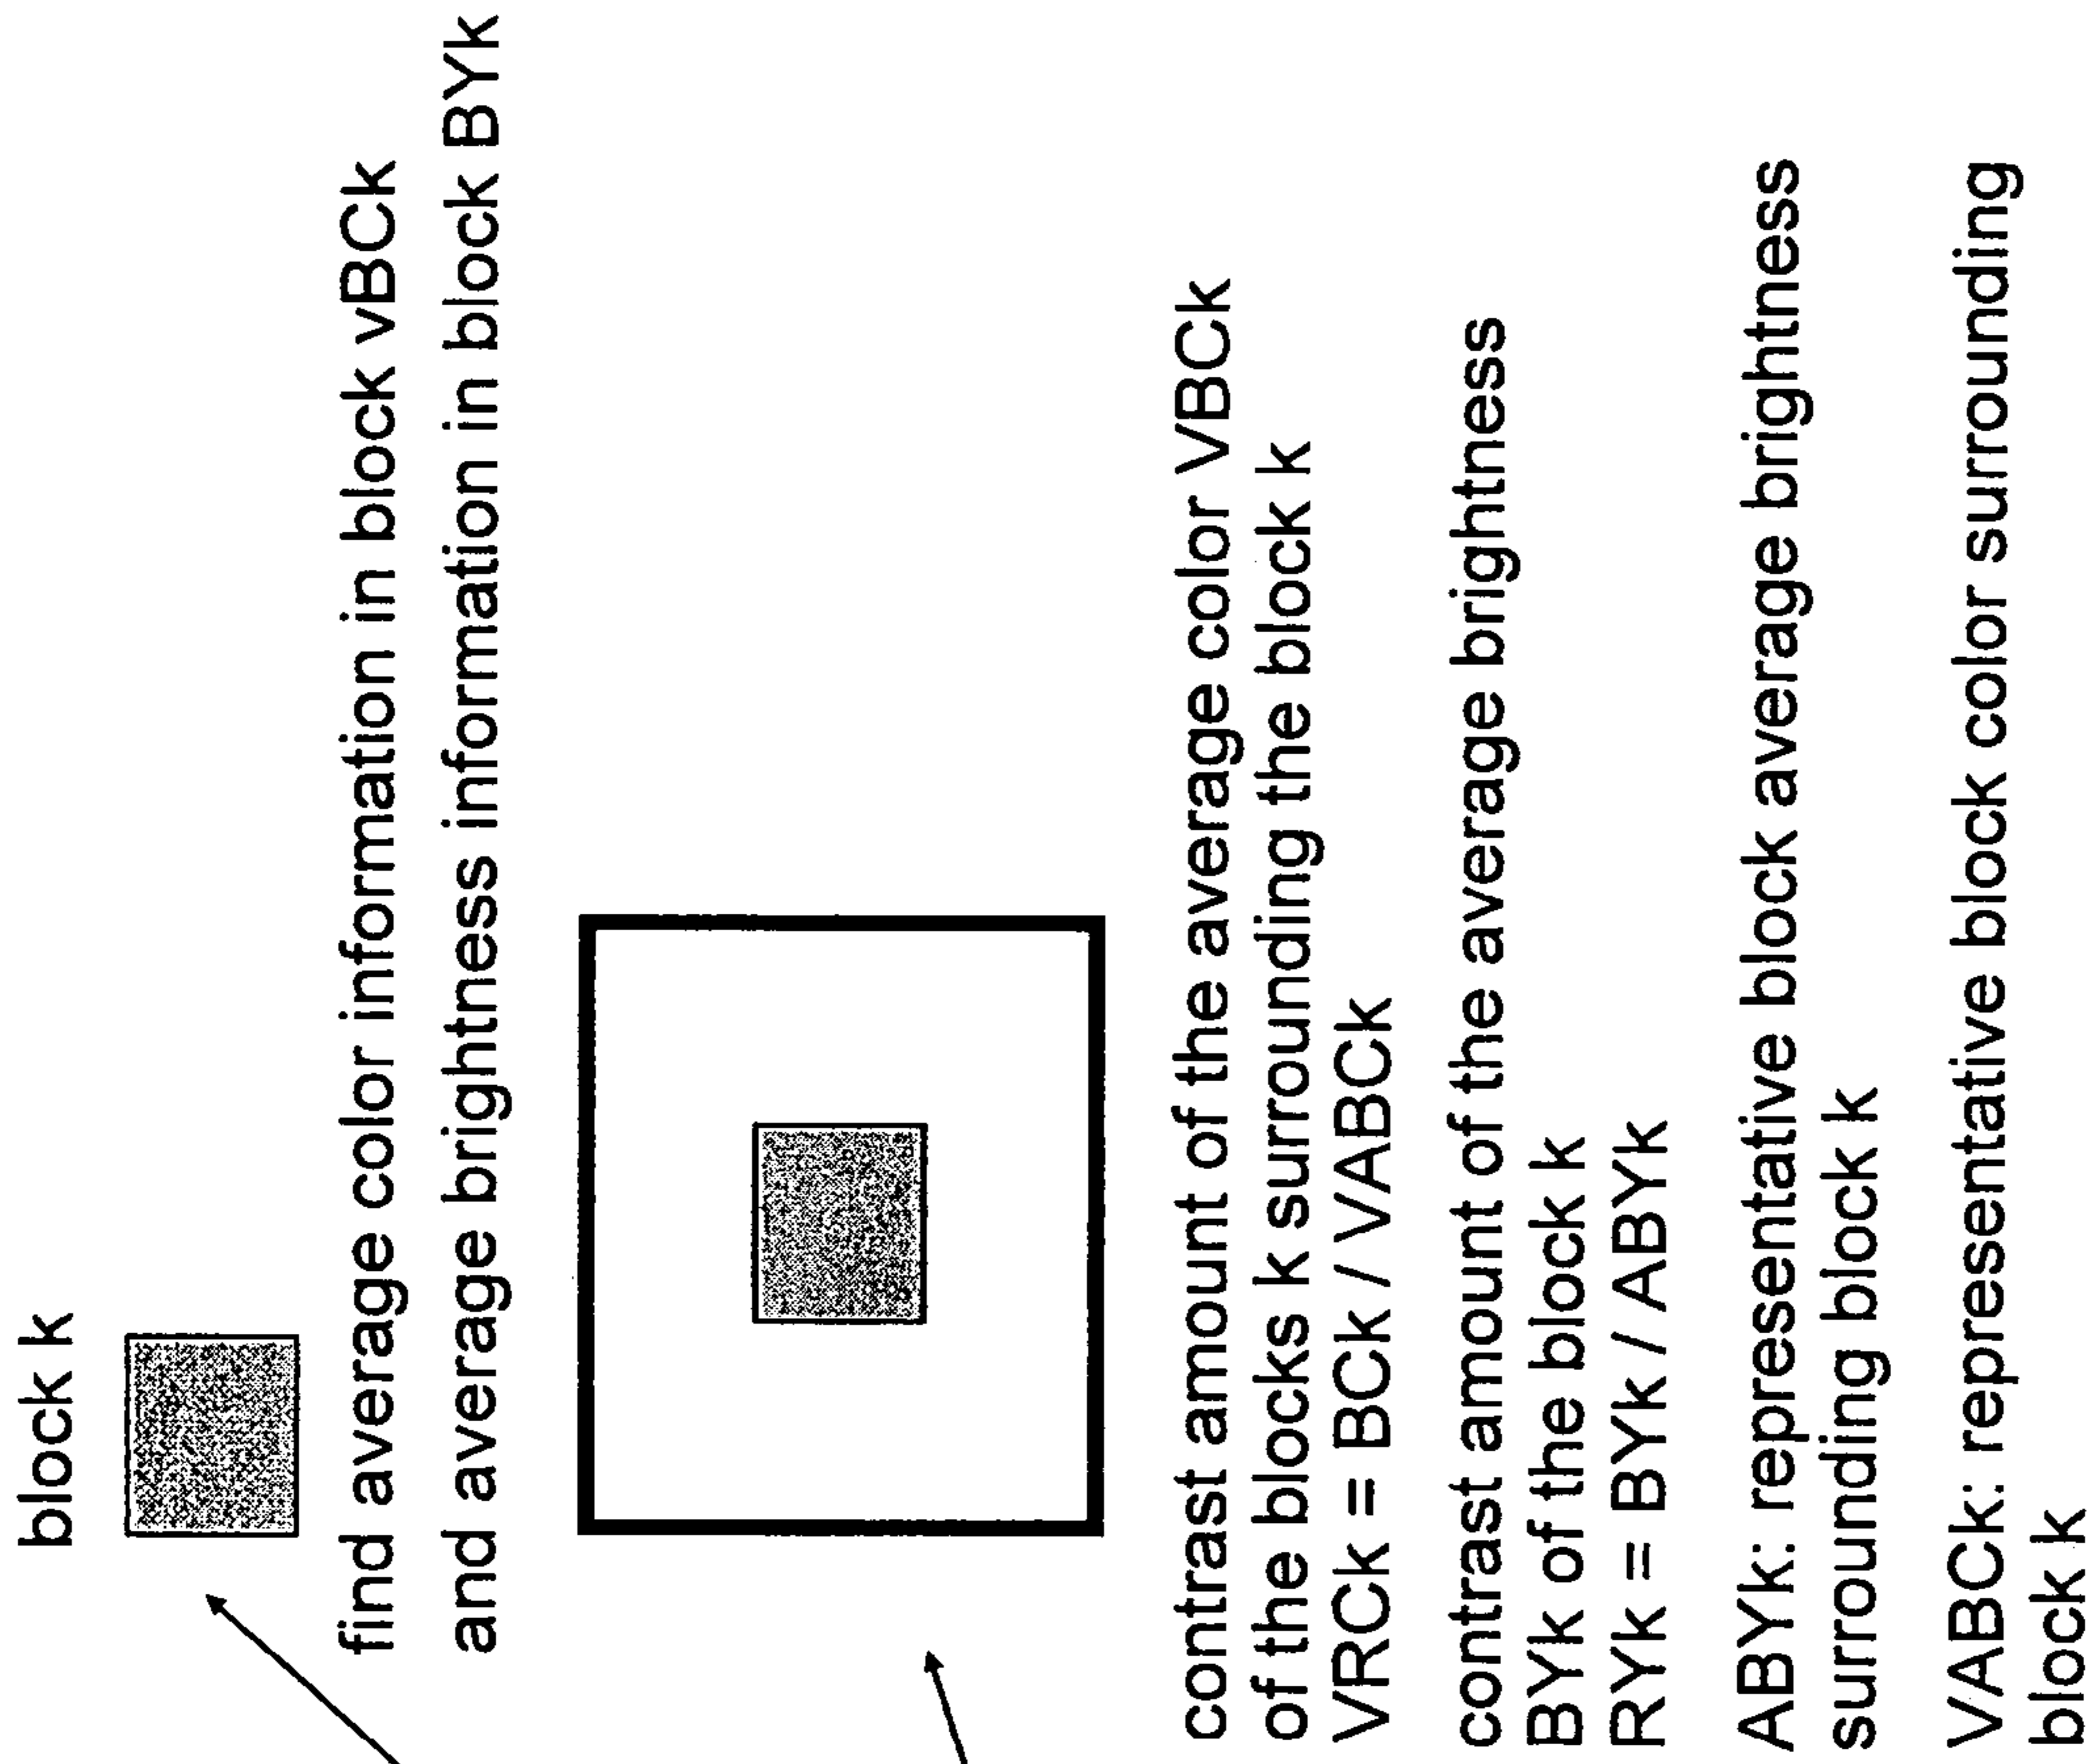 block k
find average color information in block vBCk
and average brightness information in block BYk
contrast amount of the average color VBCk
of the blocks k surrounding the block k
VRCk = BCk / VABCk
contrast amount of the average brightness
BYk of the block k
RYk = BYk / ABYk
ABYk: representative block average brightness
surrounding block k
VABCk: representative block color surrounding
block k